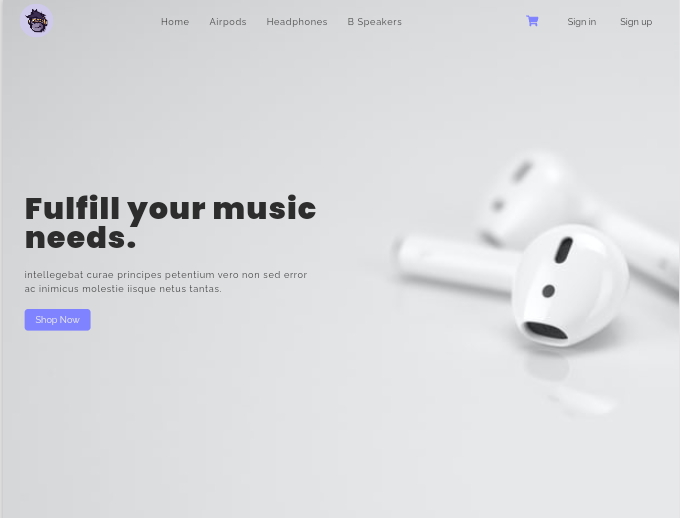 Home Airpods Headphones B Speakers Sign in Sign up
Fulfill your music
needs.
intellegebat curae principes petentium vero non sed error
ac inimicus molestie iisque netus tantas.
Shop Now